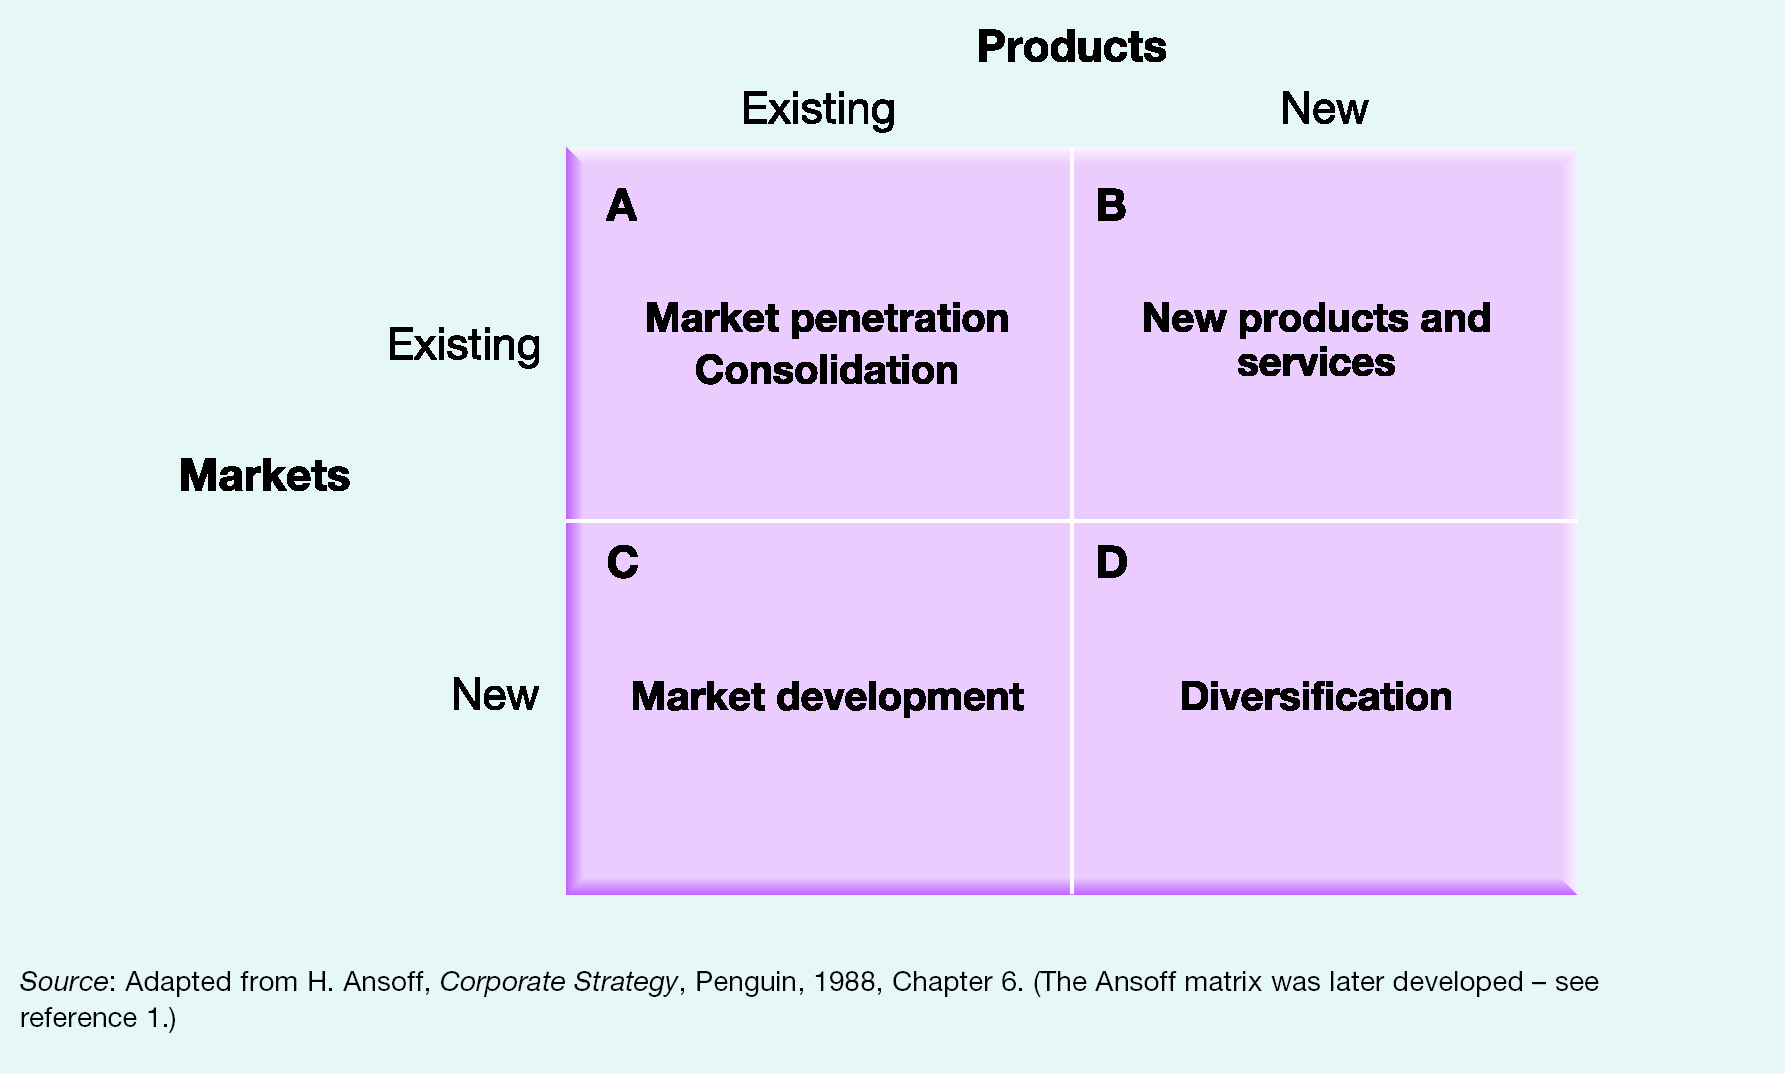 Products
Existing
New
A
B
Market penetration
Consolidation
New products and
services
Existing
Markets
C
D
New
Market development
Diversification
Source: Adapted from H. Ansoff, Corporate Strategy, Penguin, 1988, Chapter 6. (The Ansoff matrix was later developed – see
reference 1.)